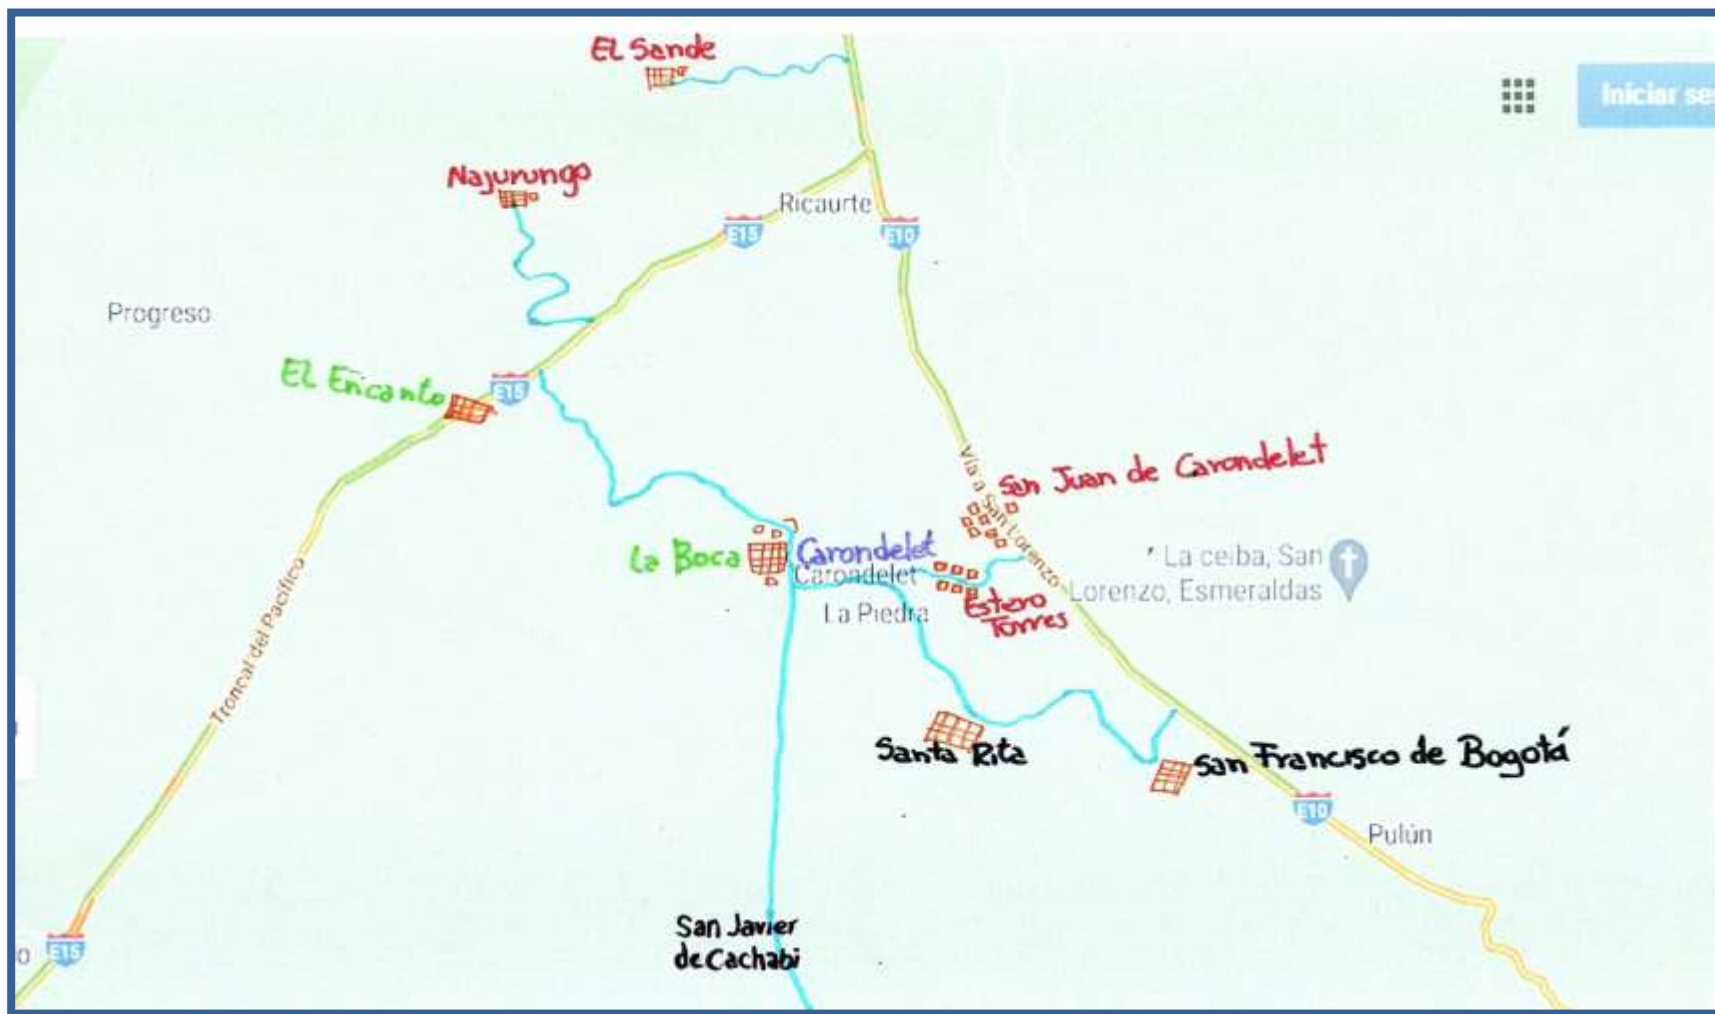 EL Sande
Iniciar ses
Najurungo
Ricaurte
E15
E10
Progreso
EL Encanto
E15
San Juan de Carondelet
Vía a San Lorenzo
La Boca
Carondelet
Carondelet
La Piedra
Estero
Torres
La ceiba, San
Lorenzo, Esmeraldas
Troncal del Pacífico
Santa Rita
San Francisco de Bogotá
E10
Pulún
San Javier
de Cachabi
o
E15